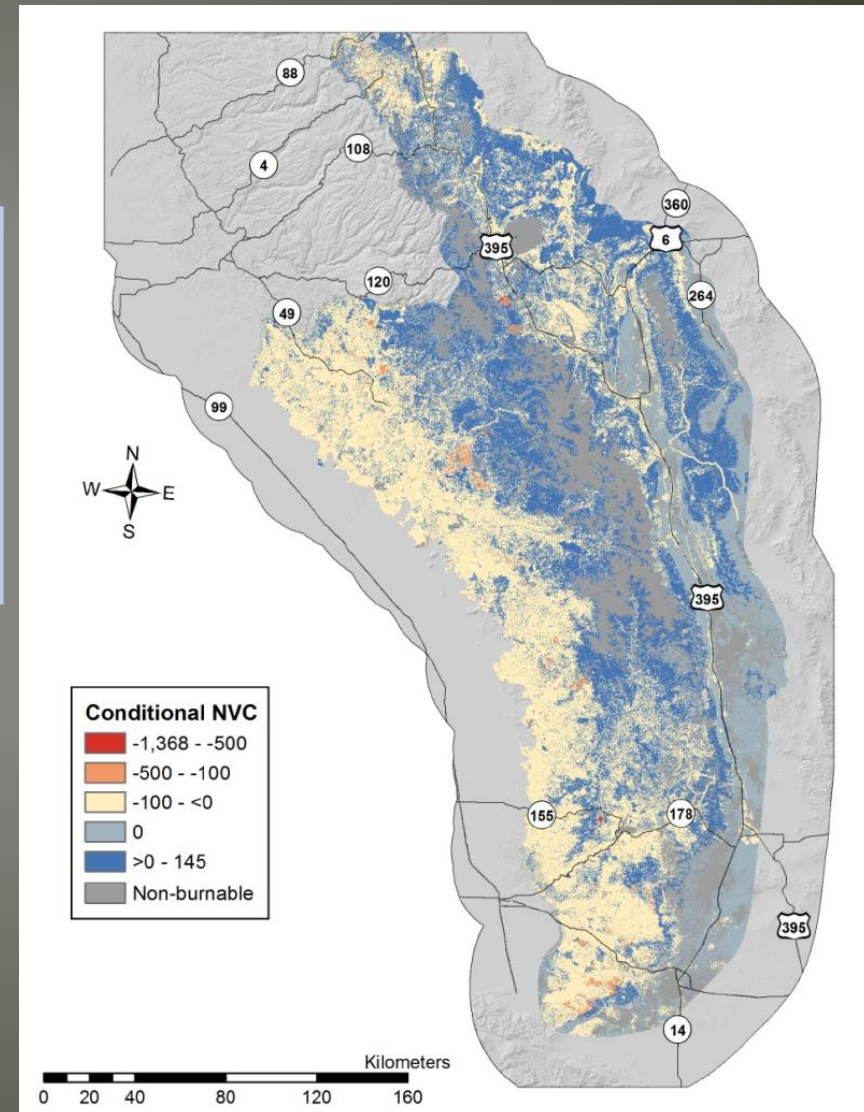 88
4
108
360
6
395
120
264
49
99
N
W E
S
395
Conditional NVC
-1,368 - -500
-500 - -100
-100 - <0
0
>0 - 145
Non-burnable
155
178
395
14
Kilometers
0 20 40 80 120 160